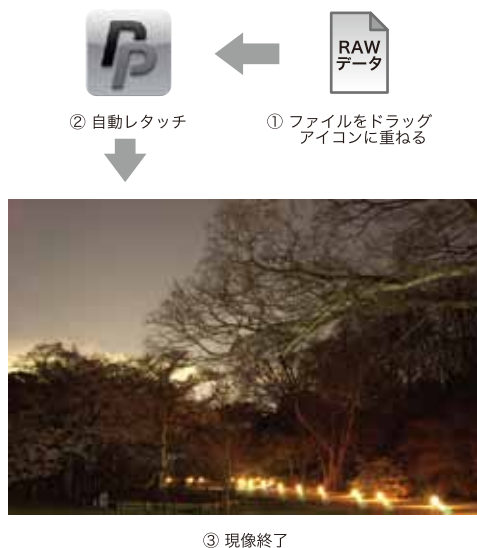 RAW
データ
① ファイルをドラッグ
アイコンに重ねる
② 自動レタッチ
③ 現像終了